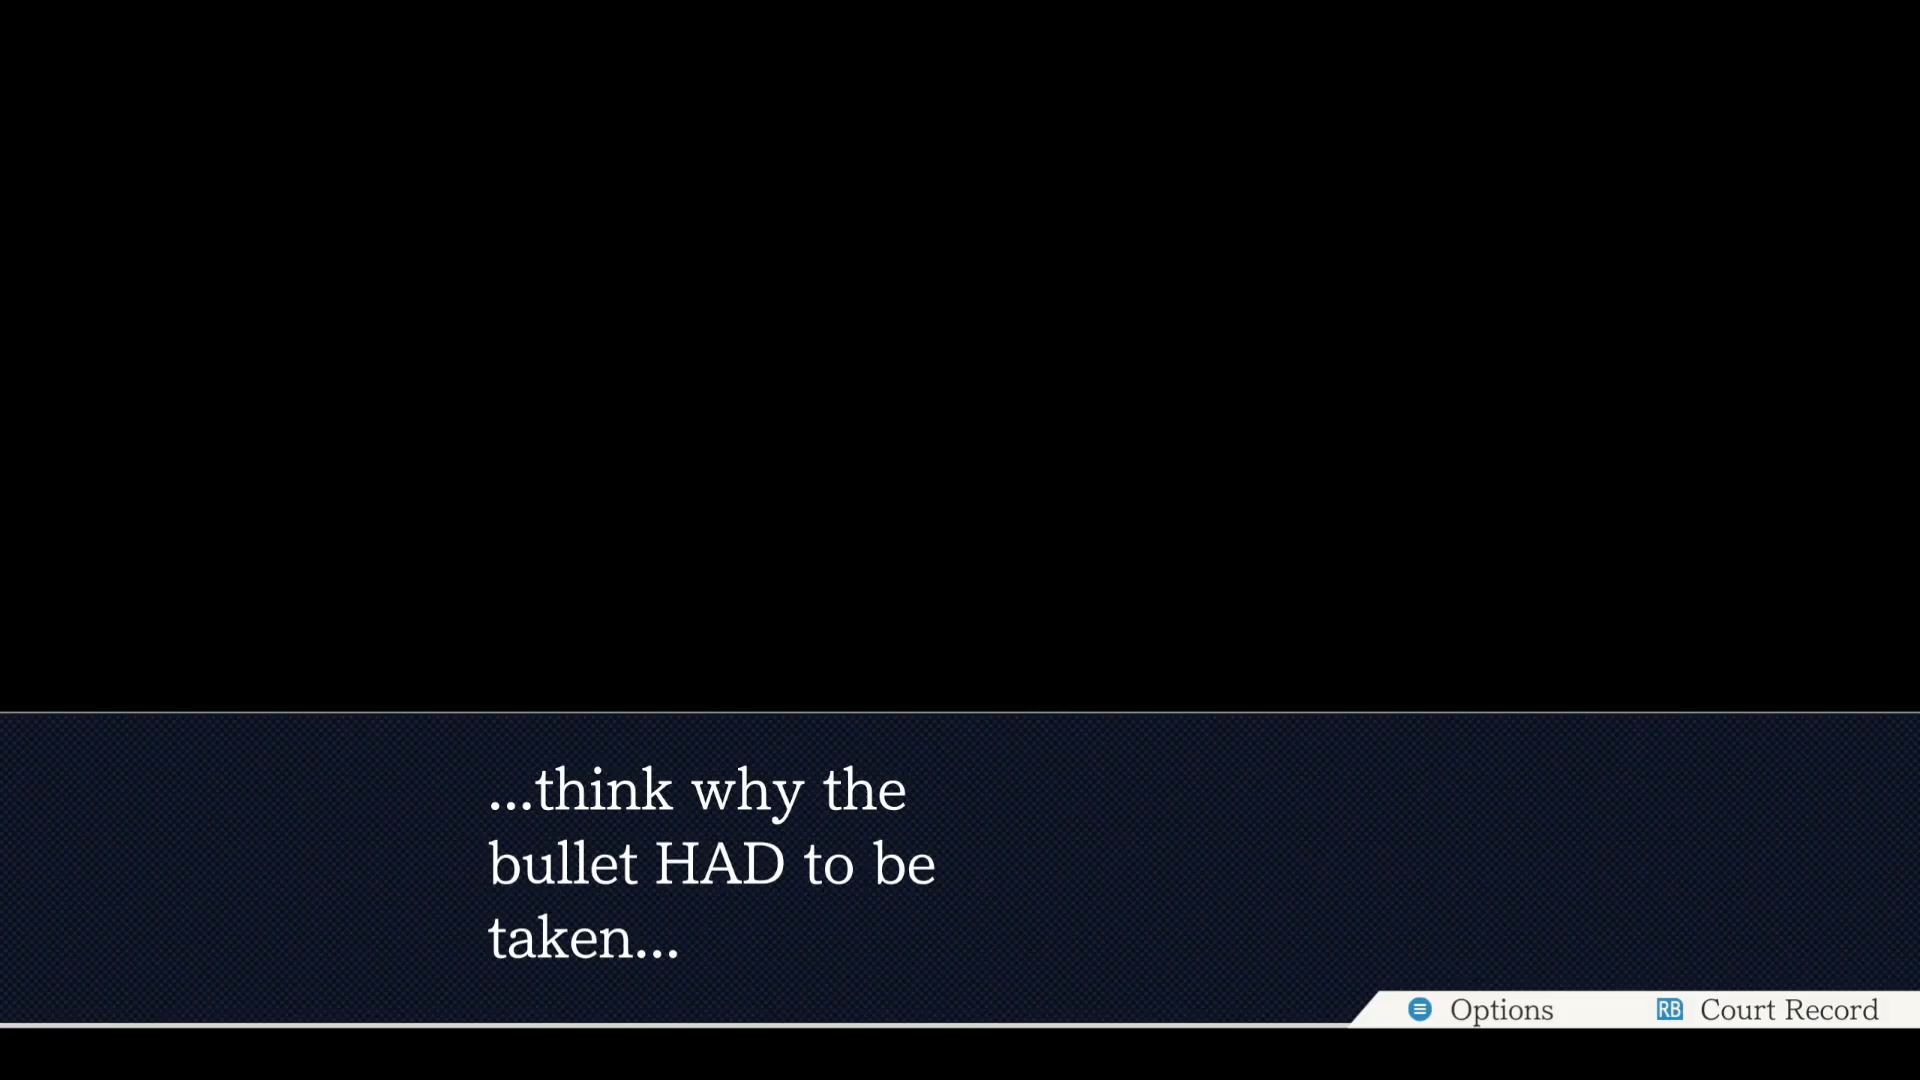 ...think why the
bullet HAD to be
taken...
Options
RB Court Record